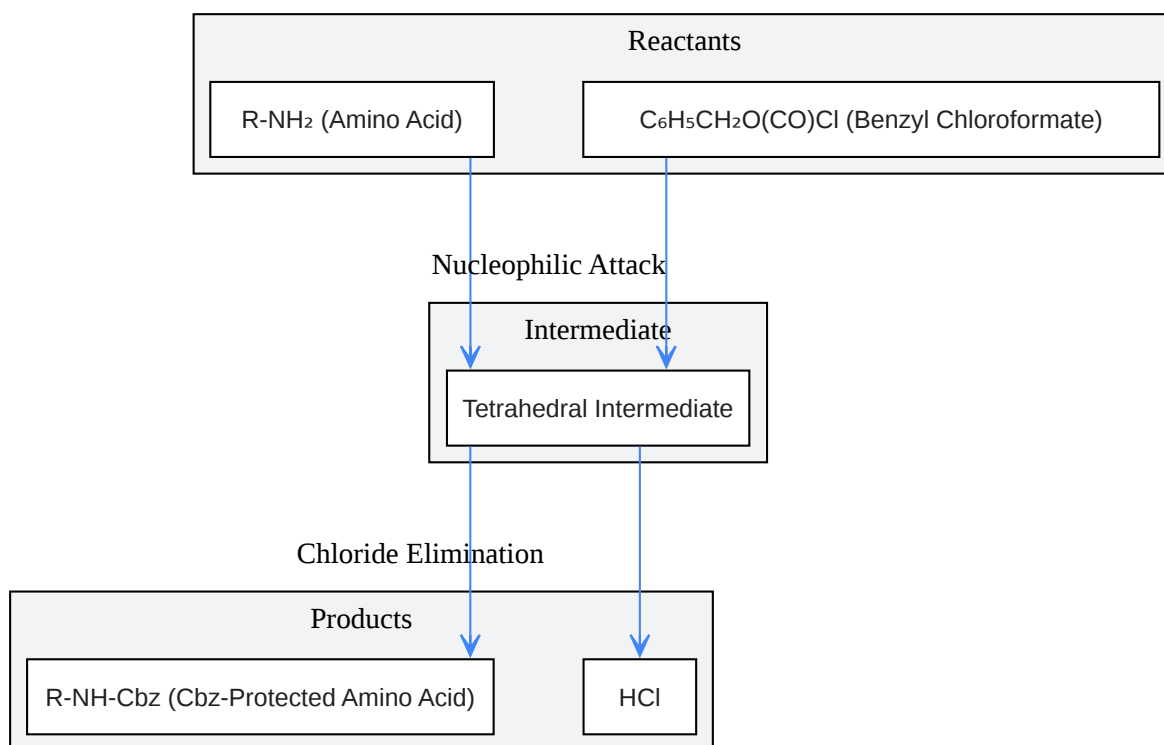 Reactants
R-NH₂ (Amino Acid)
C₆H₅CH₂O(CO)Cl (Benzyl Chloroformate)
Nucleophilic Attack
Intermediate
Tetrahedral Intermediate
Chloride Elimination
Products
R-NH-Cbz (Cbz-Protected Amino Acid)
HCl